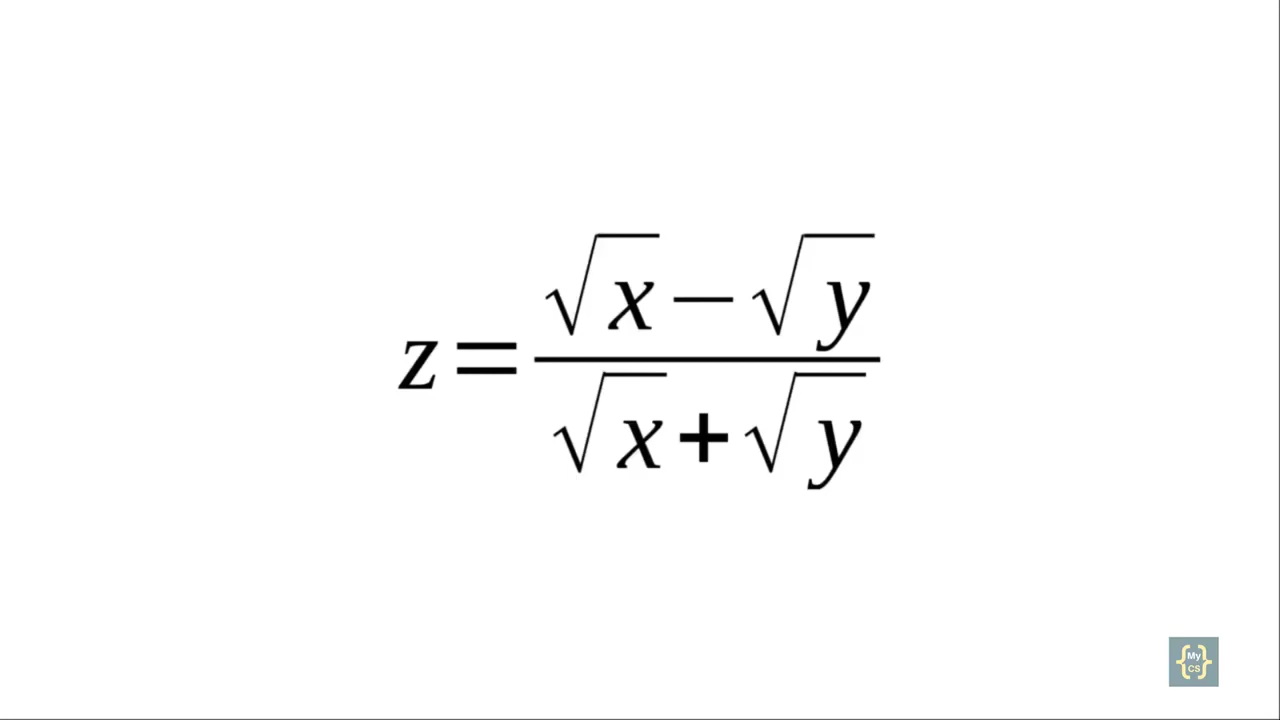 z = (√x − √y) / (√x + √y)
{My CS}